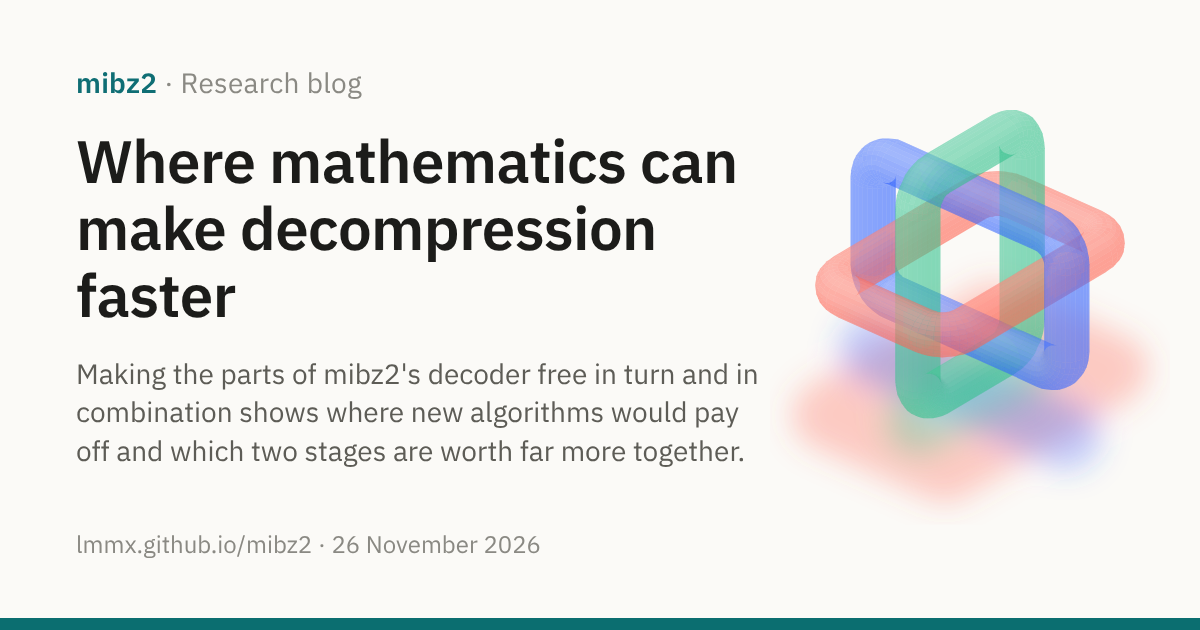 mibz2 · Research blog
Where mathematics can
make decompression
faster
Making the parts of mibz2's decoder free in turn and in
combination shows where new algorithms would pay
off and which two stages are worth far more together.
lmmx.github.io/mibz2 · 26 November 2026